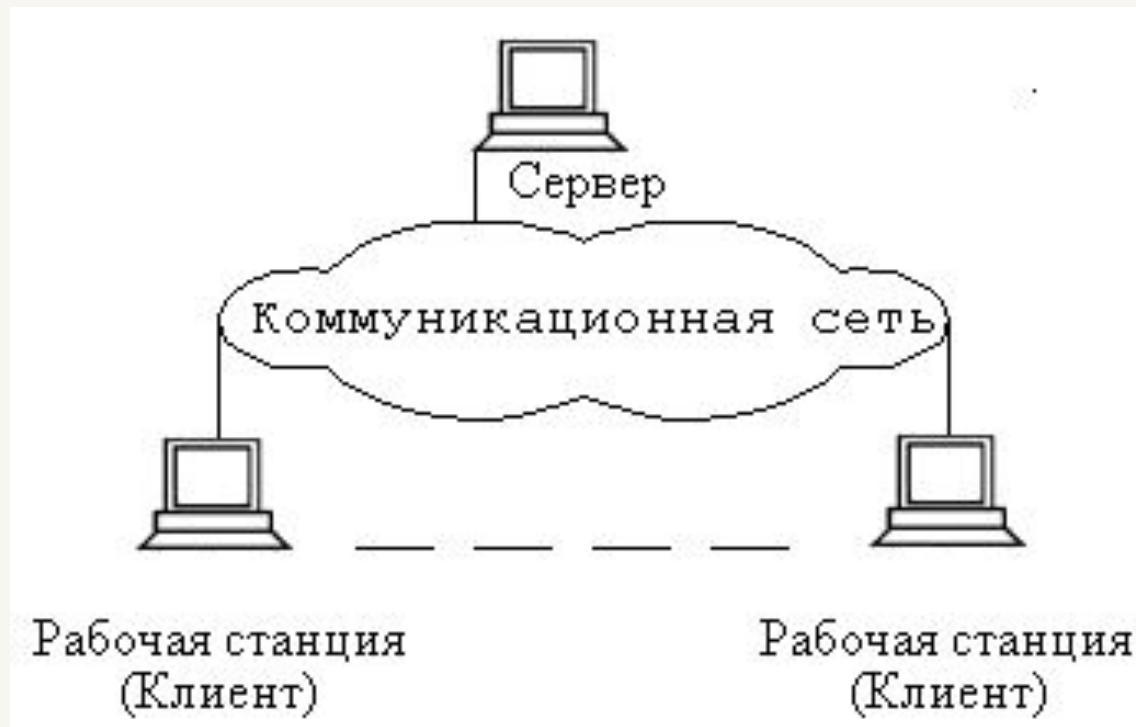 Сервер
Коммуникационная сеть
Рабочая станция
(Клиент)
Рабочая станция
(Клиент)